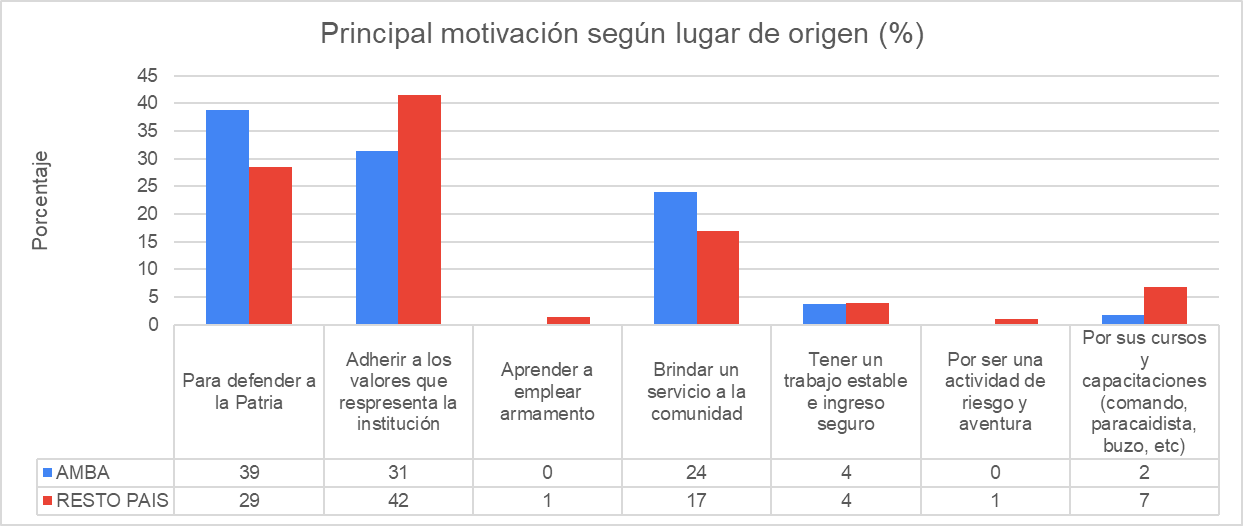 Principal motivación según lugar de origen (%)
Porcentaje
45
40
35
30
25
20
15
10
5
0
Para defender a
la Patria
Adherir a los
valores que
respresenta la
institución
Aprender a
emplear
armamento
Brindar un
servicio a la
comunidad
Tener un
trabajo estable
e ingreso
seguro
Por ser una
actividad de
riesgo y
aventura
Por sus cursos
y
capacitaciones
(comando,
paracaidista,
buzo, etc)
AMBA 39 31 0 24 4 0 2
RESTO PAIS 29 42 1 17 4 1 7